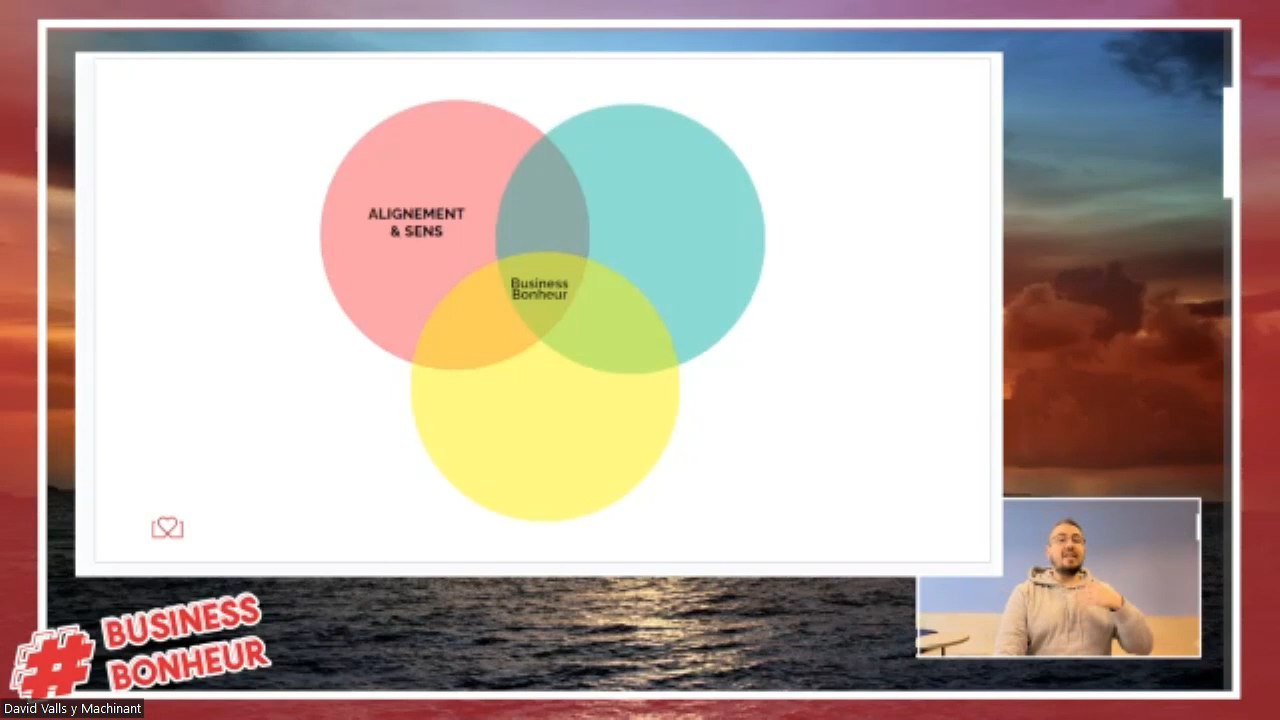 ALIGNEMENT
& SENS
Business
Bonheur
# BUSINESS
BONHEUR
David Valls y Machinant